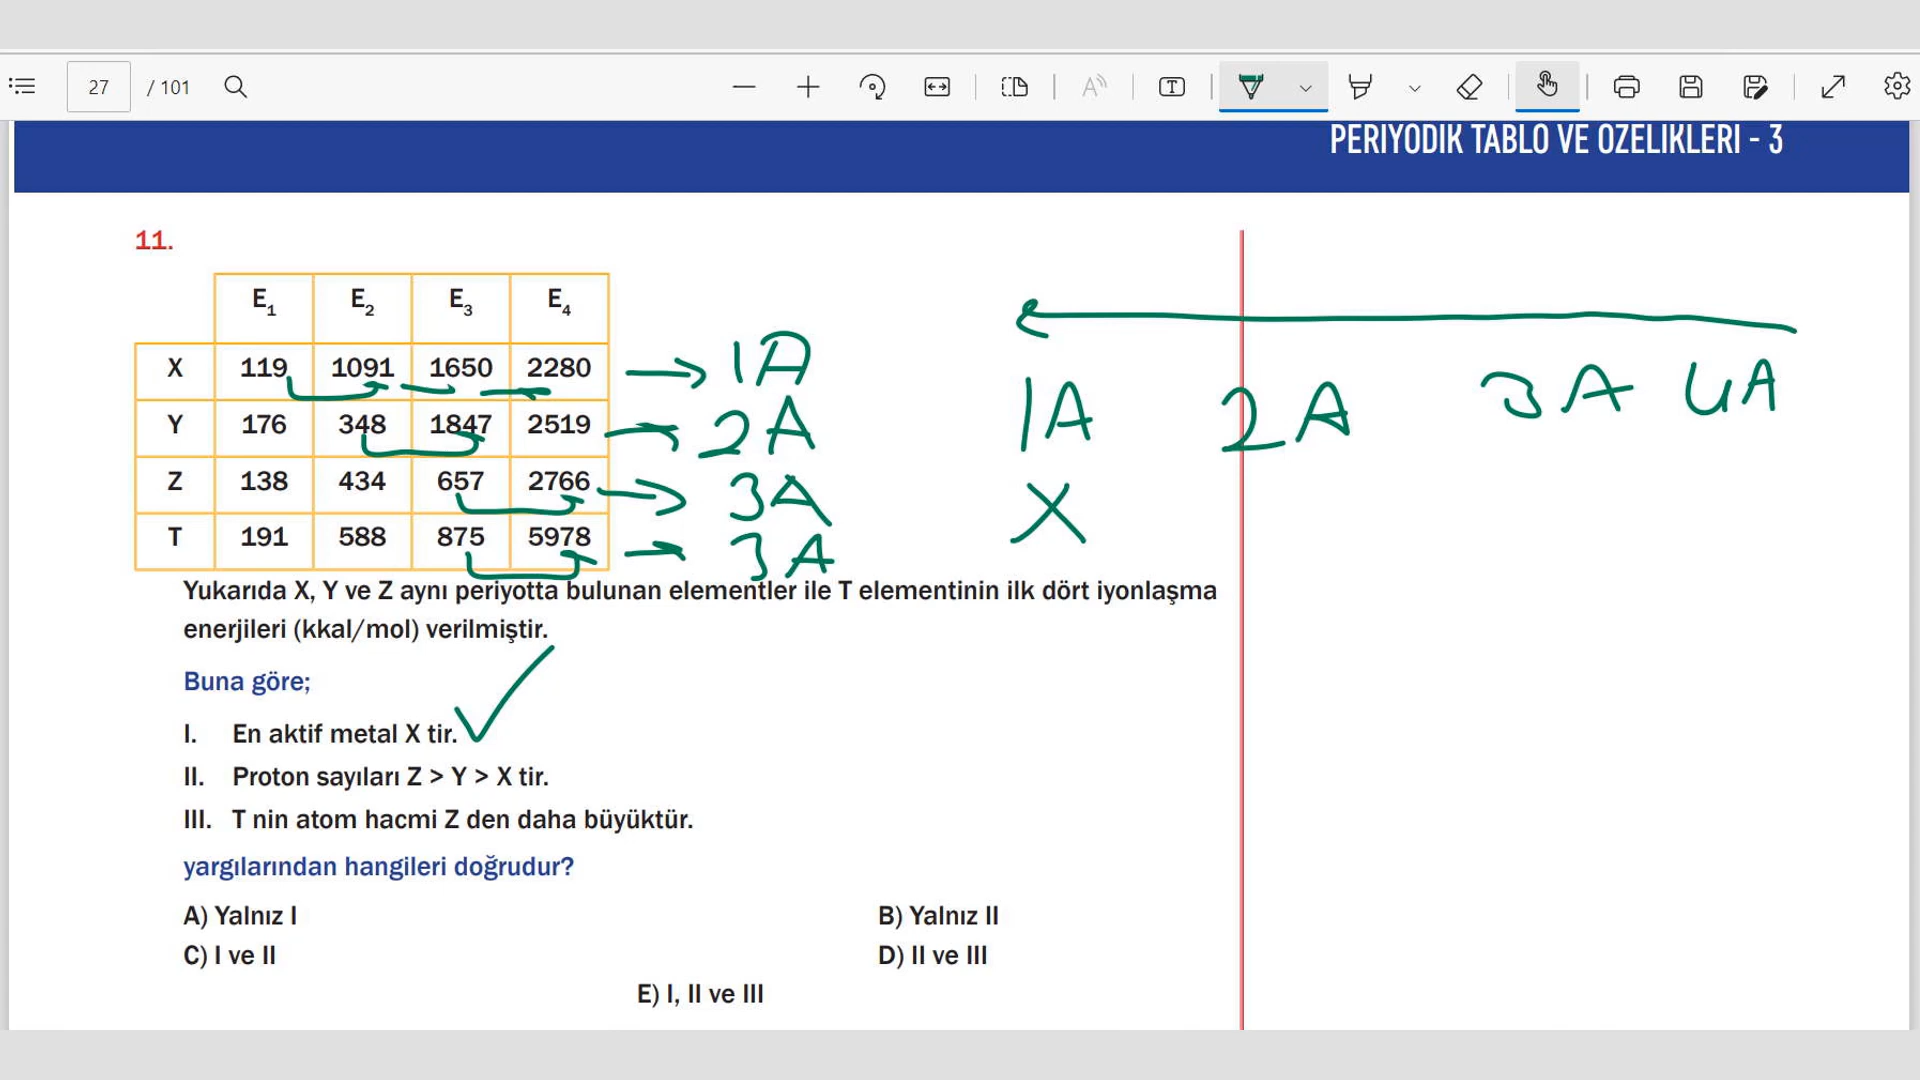 27 / 101
PERİYODİK TABLO VE ÖZELİKLERİ - 3
11.
E1 E2 E3 E4
X 119 1091 1650 2280 → 1A
Y 176 348 1847 2519 → 2A
Z 138 434 657 2766 → 3A
T 191 588 875 5978 → 3A
1A 2A 3A 4A
X
Yukarıda X, Y ve Z aynı periyotta bulunan elementler ile T elementinin ilk dört iyonlaşma
enerjileri (kkal/mol) verilmiştir.
Buna göre;
I. En aktif metal X tir.
II. Proton sayıları Z > Y > X tir.
III. T nin atom hacmi Z den daha büyüktür.
yargılarından hangileri doğrudur?
A) Yalnız I B) Yalnız II
C) I ve II D) II ve III
E) I, II ve III